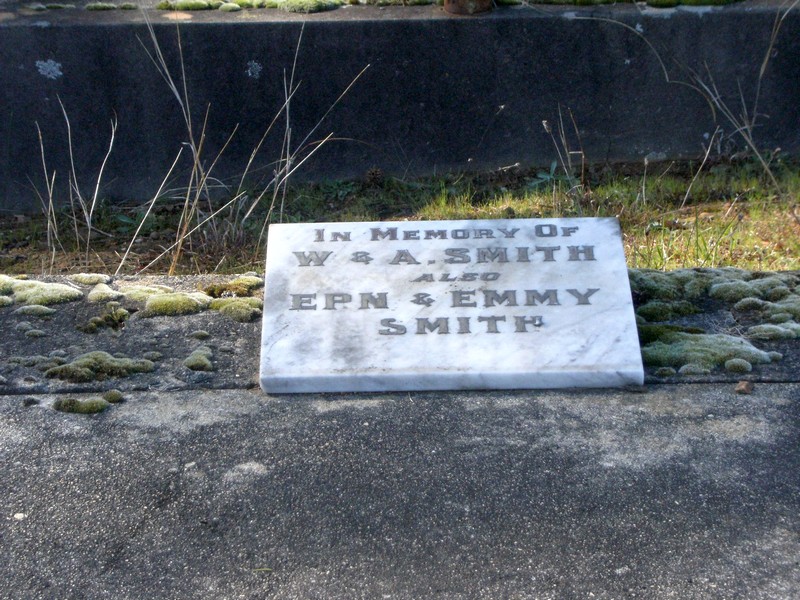 In Memory Of
W & A. SMITH
ALSO
EPN & EMMY
SMITH